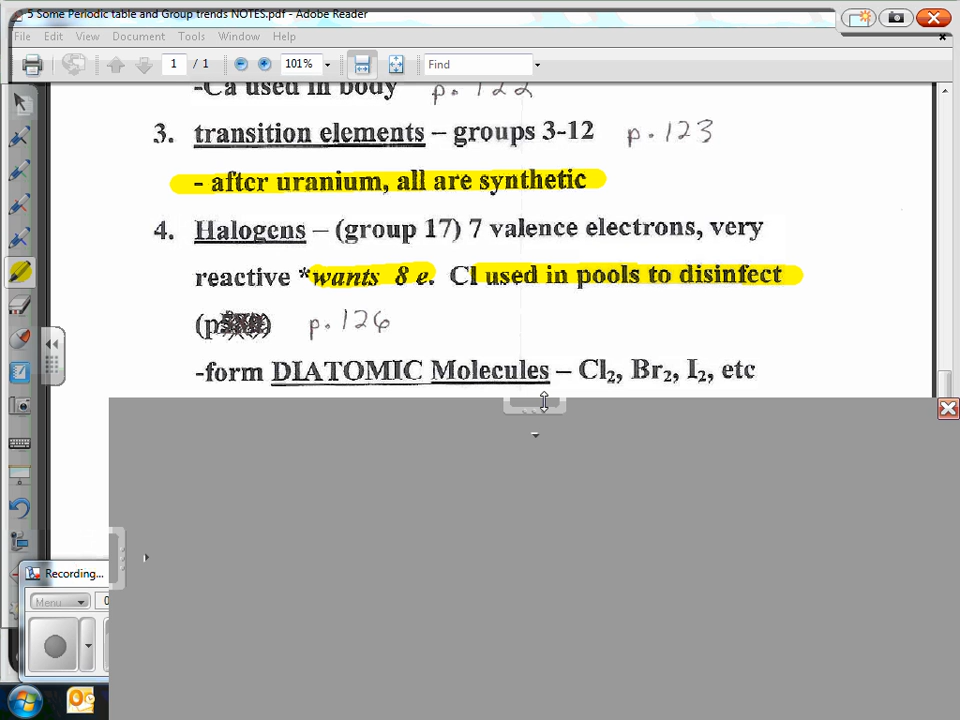 5 Some Periodic table and Group trends NOTES.pdf - Adobe Reader
File Edit View Document Tools Window Help
1 / 1 101% Find
-Ca used in body p. 122
3. transition elements – groups 3-12 p. 123
- after uranium, all are synthetic
4. Halogens – (group 17) 7 valence electrons, very
reactive *wants 8 e. Cl used in pools to disinfect
p. 126
-form DIATOMIC Molecules – Cl₂, Br₂, I₂, etc
Recording...
Menu 0